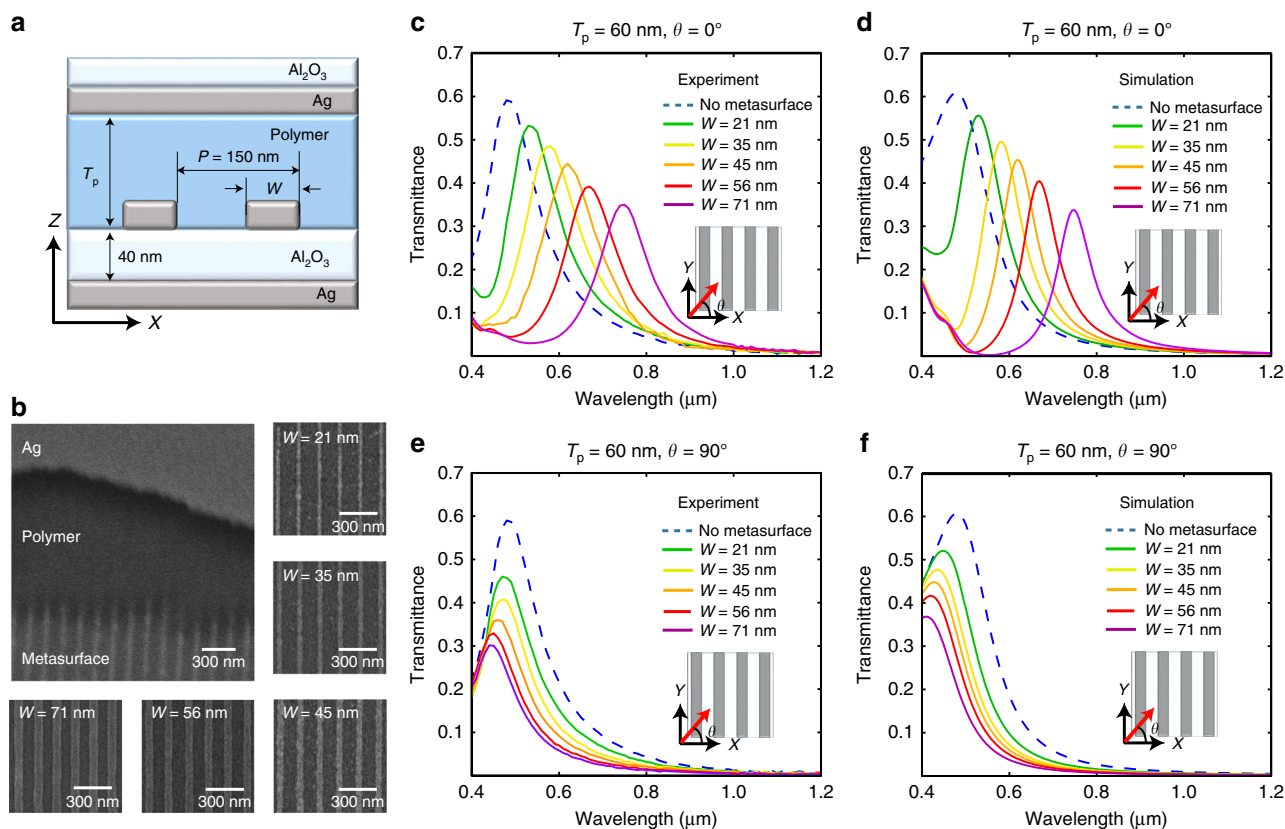 a
Al₂O₃
Ag
Polymer
P = 150 nm
Tₚ
W
Z
40 nm
Al₂O₃
Ag
X
b
Ag
Polymer
Metasurface
300 nm
W = 21 nm
300 nm
W = 35 nm
300 nm
W = 71 nm
300 nm
W = 56 nm
300 nm
W = 45 nm
300 nm
c
Tₚ = 60 nm, θ = 0°
Transmittance
0.7
0.6
0.5
0.4
0.3
0.2
0.1
Experiment
No metasurface
W = 21 nm
W = 35 nm
W = 45 nm
W = 56 nm
W = 71 nm
Y
θ
X
0.4 0.6 0.8 1.0 1.2
Wavelength (μm)
d
Tₚ = 60 nm, θ = 0°
Transmittance
0.7
0.6
0.5
0.4
0.3
0.2
0.1
Simulation
No metasurface
W = 21 nm
W = 35 nm
W = 45 nm
W = 56 nm
W = 71 nm
Y
θ
X
0.4 0.6 0.8 1.0 1.2
Wavelength (μm)
e
Tₚ = 60 nm, θ = 90°
Transmittance
0.7
0.6
0.5
0.4
0.3
0.2
0.1
Experiment
No metasurface
W = 21 nm
W = 35 nm
W = 45 nm
W = 56 nm
W = 71 nm
Y
θ
X
0.4 0.6 0.8 1.0 1.2
Wavelength (μm)
f
Tₚ = 60 nm, θ = 90°
Transmittance
0.7
0.6
0.5
0.4
0.3
0.2
0.1
Simulation
No metasurface
W = 21 nm
W = 35 nm
W = 45 nm
W = 56 nm
W = 71 nm
Y
θ
X
0.4 0.6 0.8 1.0 1.2
Wavelength (μm)